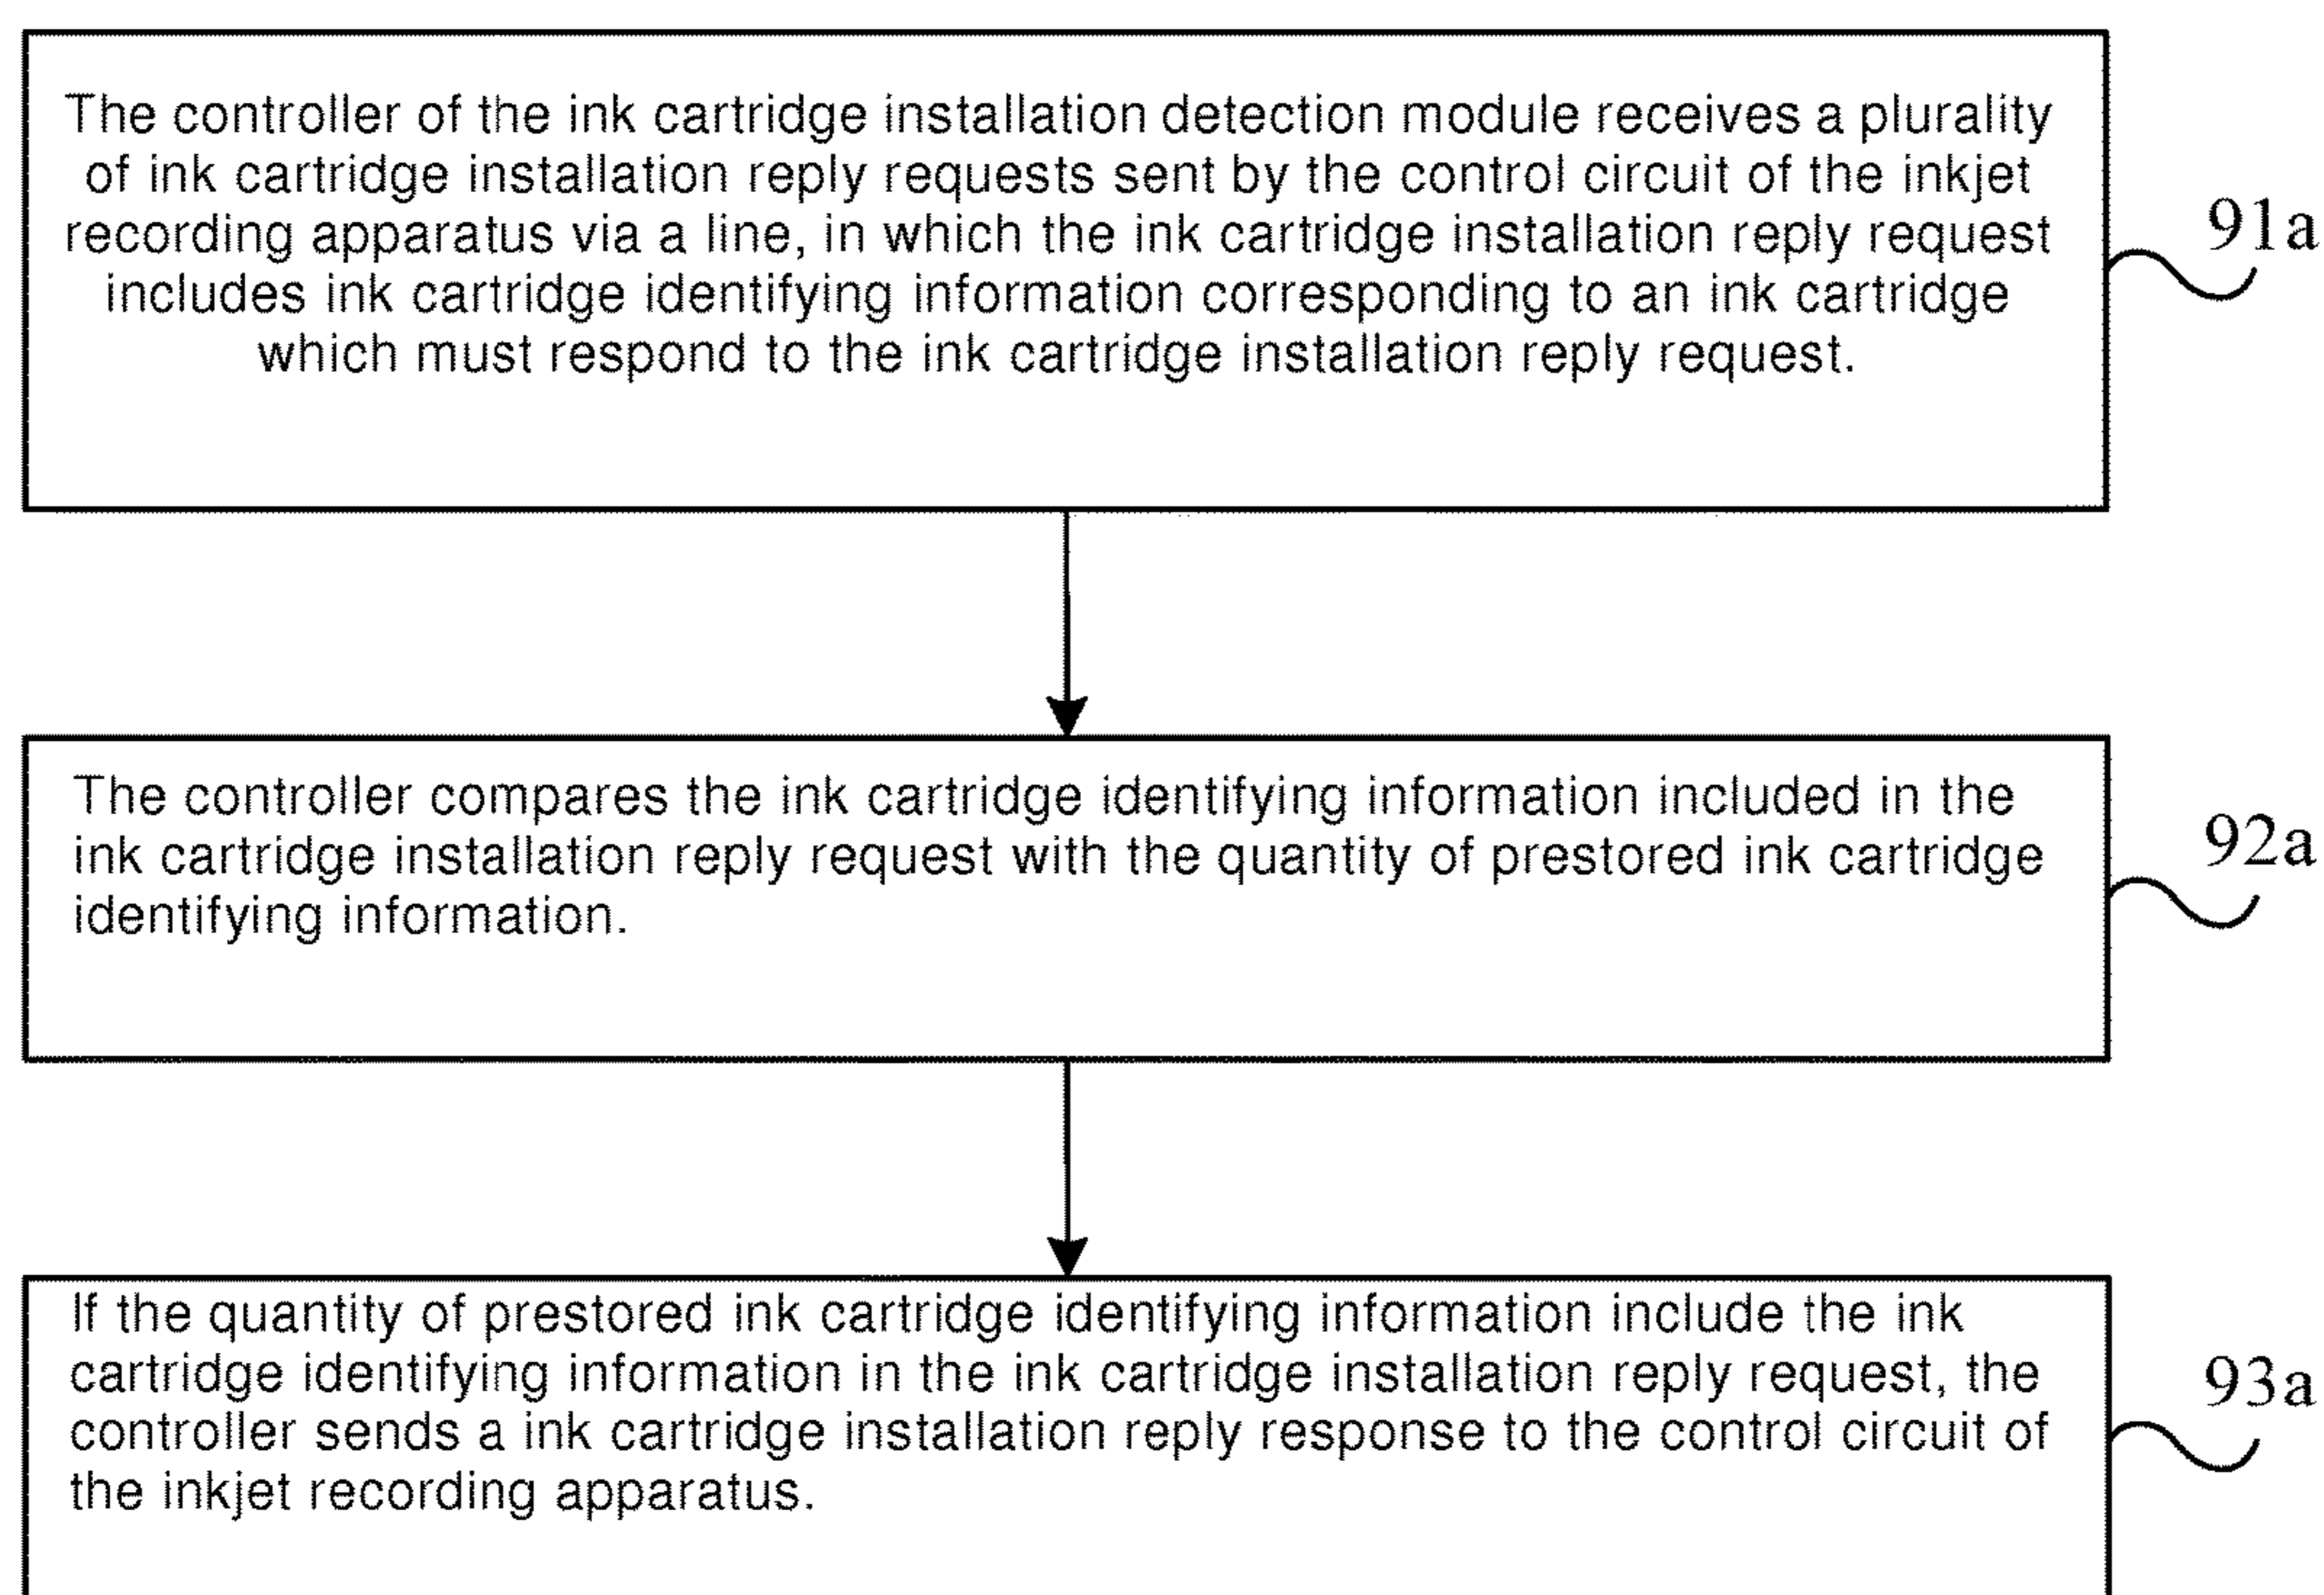 The controller of the ink cartridge installation detection module receives a plurality
of ink cartridge installation reply requests sent by the control circuit of the inkjet
recording apparatus via a line, in which the ink cartridge installation reply request
includes ink cartridge identifying information corresponding to an ink cartridge
which must respond to the ink cartridge installation reply request.
91a
The controller compares the ink cartridge identifying information included in the
ink cartridge installation reply request with the quantity of prestored ink cartridge
identifying information.
92a
If the quantity of prestored ink cartridge identifying information include the ink
cartridge identifying information in the ink cartridge installation reply request, the
controller sends a ink cartridge installation reply response to the control circuit of
the inkjet recording apparatus.
93a